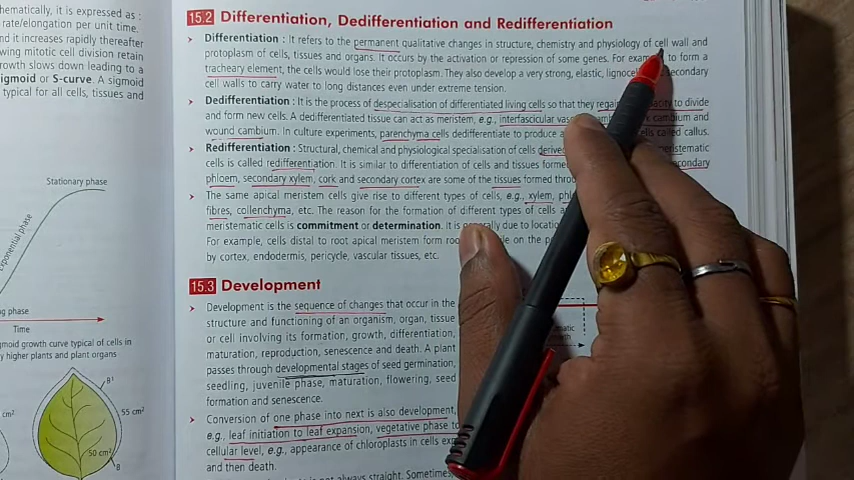 hematically, it is expressed as :
rate/elongation per unit time.
nd it increases rapidly thereafter
wing mitotic cell division retain
growth slows down leading to a
sigmoid or S-curve. A sigmoid
typical for all cells, tissues and
Stationary phase
Exponential phase
ng phase
Time
moid growth curve typical of cells in
y higher plants and plant organs
B¹
cm²
55 cm²
50 cm²
B
15.2 Differentiation, Dedifferentiation and Redifferentiation
Differentiation : It refers to the permanent qualitative changes in structure, chemistry and physiology of cell wall and
protoplasm of cells, tissues and organs. It occurs by the activation or repression of some genes. For to form a
tracheary element, the cells would lose their protoplasm. They also develop a very strong, elastic, secondary
cell walls to carry water to long distances even under extreme tension.
Dedifferentiation : It is the process of despecialisation of differentiated living cells so that they to divide
and form new cells. A dedifferentiated tissue can act as meristem, e.g., interfascicular cambium and
wound cambium. In culture experiments, parenchyma cells dedifferentiate to produce a called callus.
Redifferentiation : Structural, chemical and physiological specialisation of cells
cells is called redifferentiation. It is similar to differentiation of cells and tissues secondary
phloem, secondary xylem, cork and secondary cortex are some of the tissues formed
The same apical meristem cells give rise to different types of cells, e.g., xylem,
fibres, collenchyma, etc. The reason for the formation of different types of cells
meristematic cells is commitment or determination. It is due to
For example, cells distal to root apical meristem form on the
by cortex, endodermis, pericycle, vascular tissues, etc.
15.3 Development
Development is the sequence of changes that occur in the
structure and functioning of an organism, organ, tissue
or cell involving its formation, growth, differentiation,
maturation, reproduction, senescence and death. A plant
passes through developmental stages of seed germination,
seedling, juvenile phase, maturation, flowering, seed
formation and senescence.
Conversion of one phase into next is also development,
e.g., leaf initiation to leaf expansion, vegetative phase to
cellular level, e.g., appearance of chloroplasts in cells
and then death.
is not always straight. Sometimes,